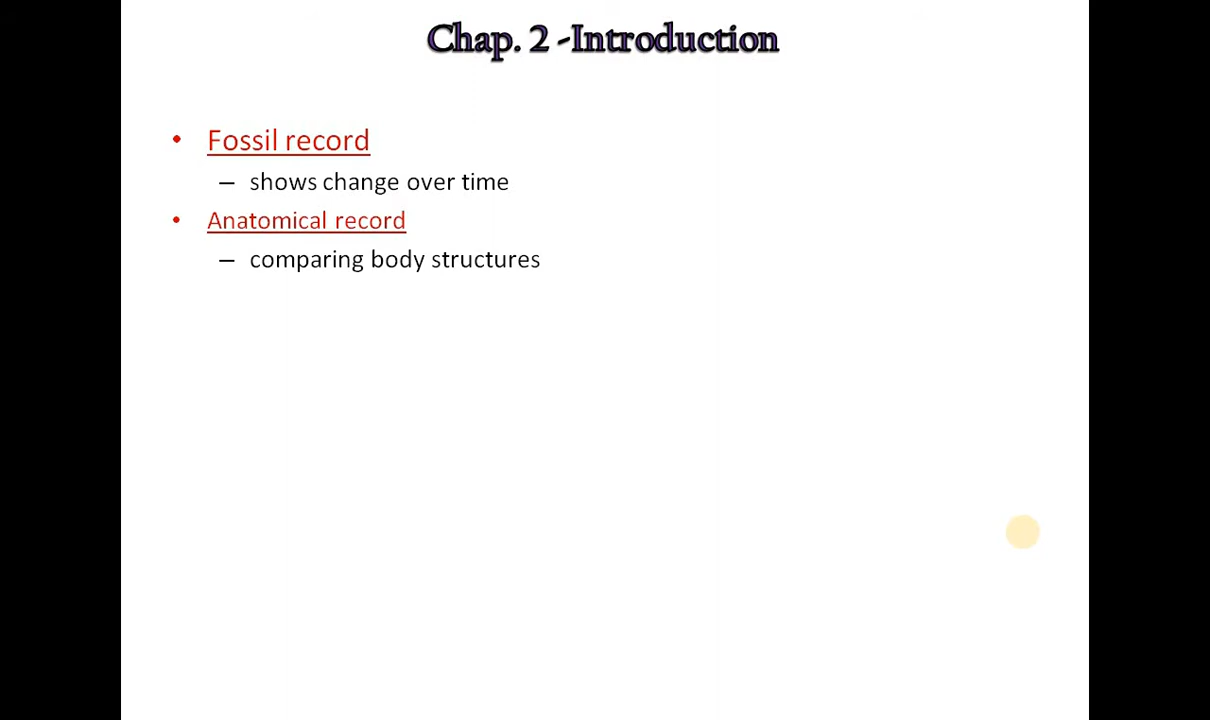 Chap. 2 -Introduction
• Fossil record
– shows change over time
• Anatomical record
– comparing body structures